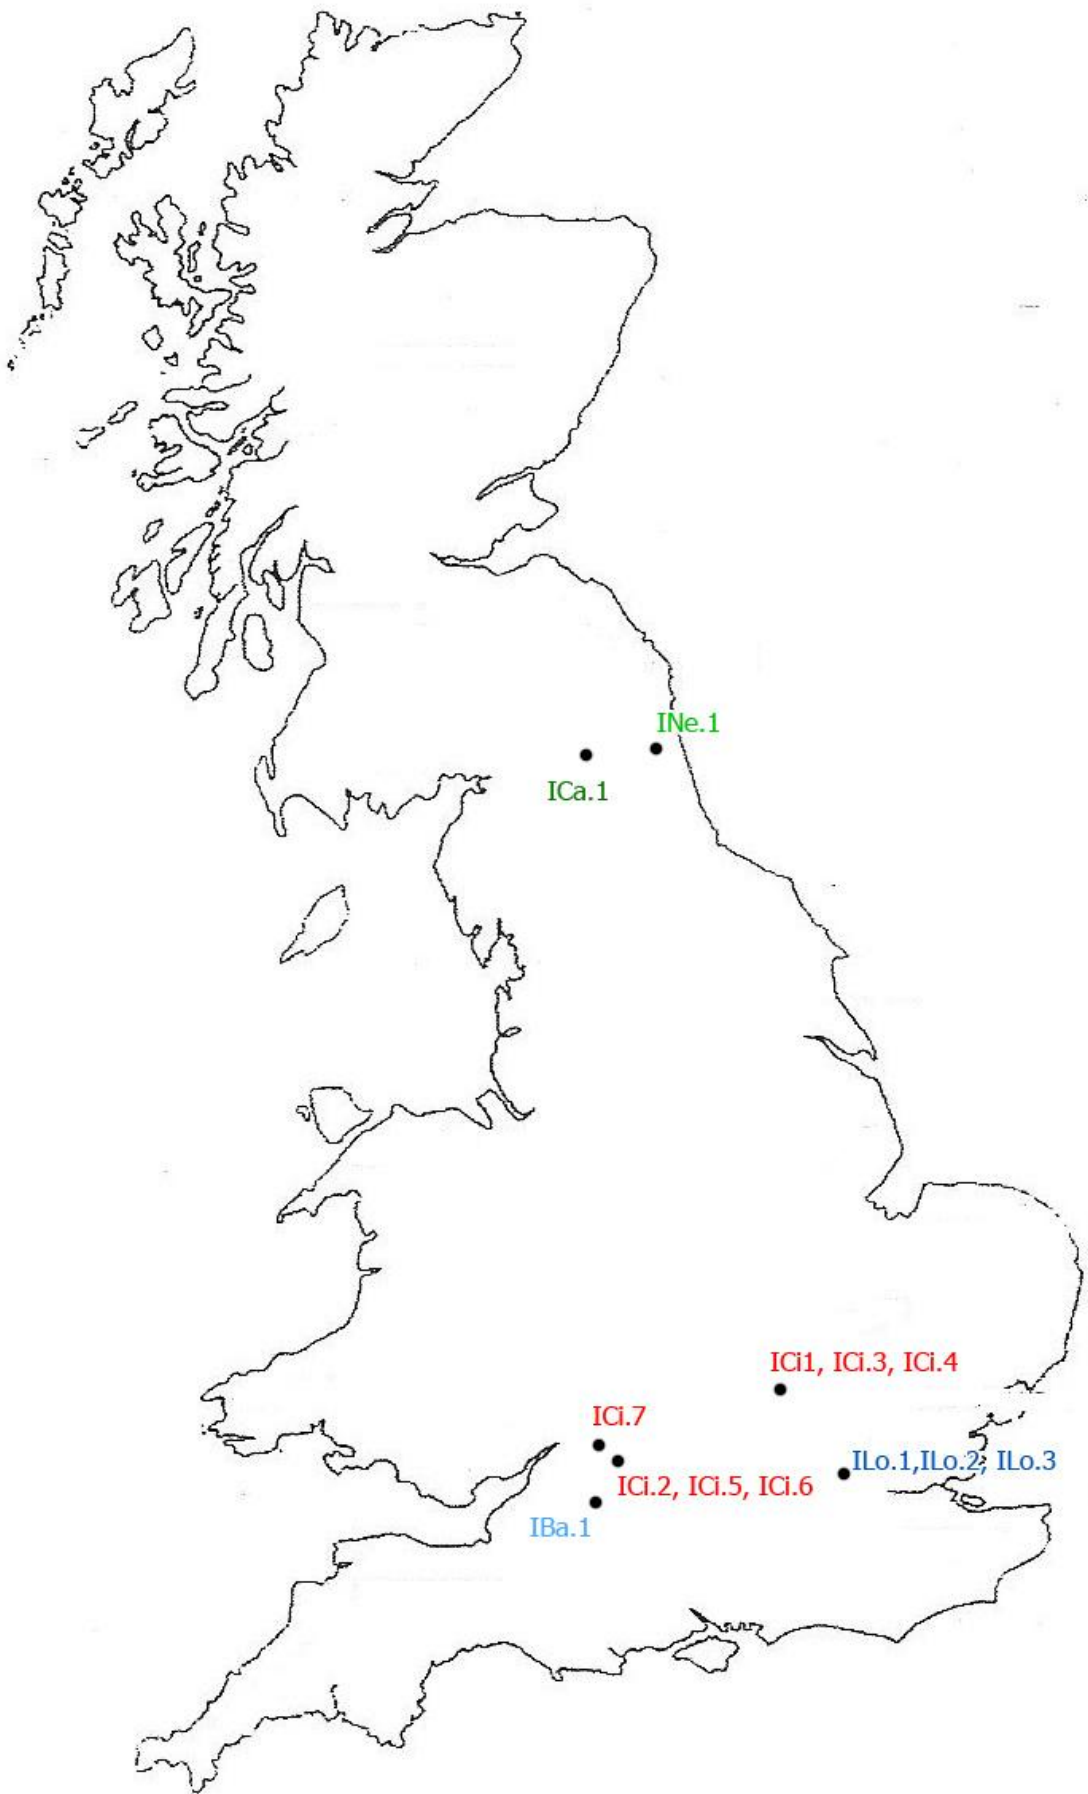 INe.1
ICa.1
ICi1, ICi.3, ICi.4
ICi.7
ILo.1,ILo.2, ILo.3
ICi.2, ICi.5, ICi.6
IBa.1